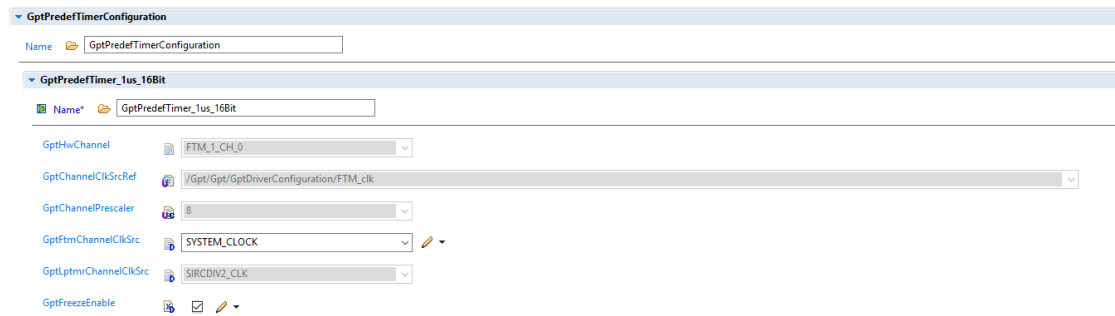 GptPredefTimerConfiguration
Name GptPredefTimerConfiguration
GptPredefTimer_1us_16Bit
Name* GptPredefTimer_1us_16Bit
GptHwChannel FTM_1_CH_0
GptChannelClkSrcRef /Gpt/Gpt/GptDriverConfiguration/FTM_clk
GptChannelPrescaler 8
GptFtmChannelClkSrc SYSTEM_CLOCK
GptLptmrChannelClkSrc SIRCDIV2_CLK
GptFreezeEnable